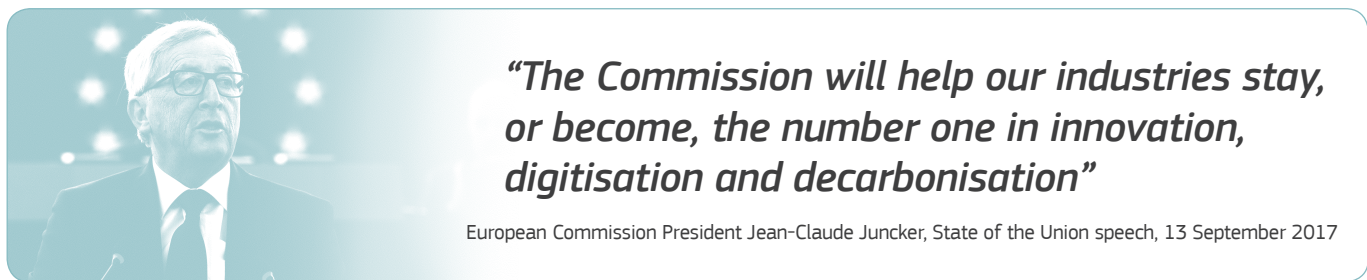 “The Commission will help our industries stay,
or become, the number one in innovation,
digitisation and decarbonisation”
European Commission President Jean-Claude Juncker, State of the Union speech, 13 September 2017